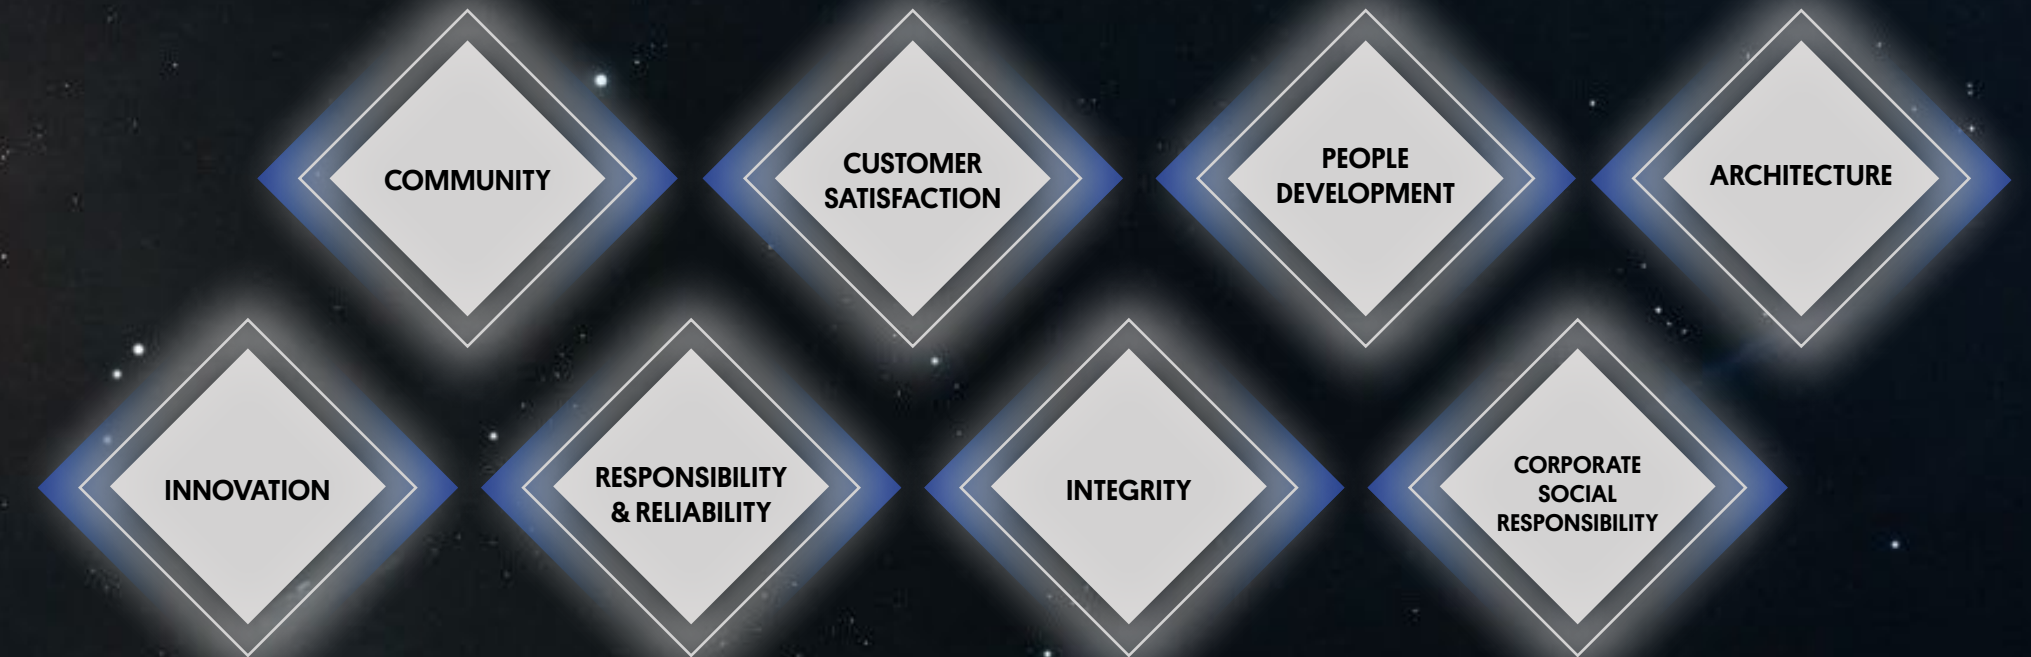 COMMUNITY
CUSTOMER
SATISFACTION
PEOPLE
DEVELOPMENT
ARCHITECTURE
INNOVATION
RESPONSIBILITY
& RELIABILITY
INTEGRITY
CORPORATE
SOCIAL
RESPONSIBILITY